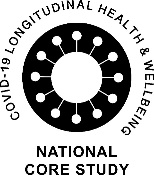 COVID-19 LONGITUDINAL HEALTH & WELLBEING
NATIONAL
CORE STUDY